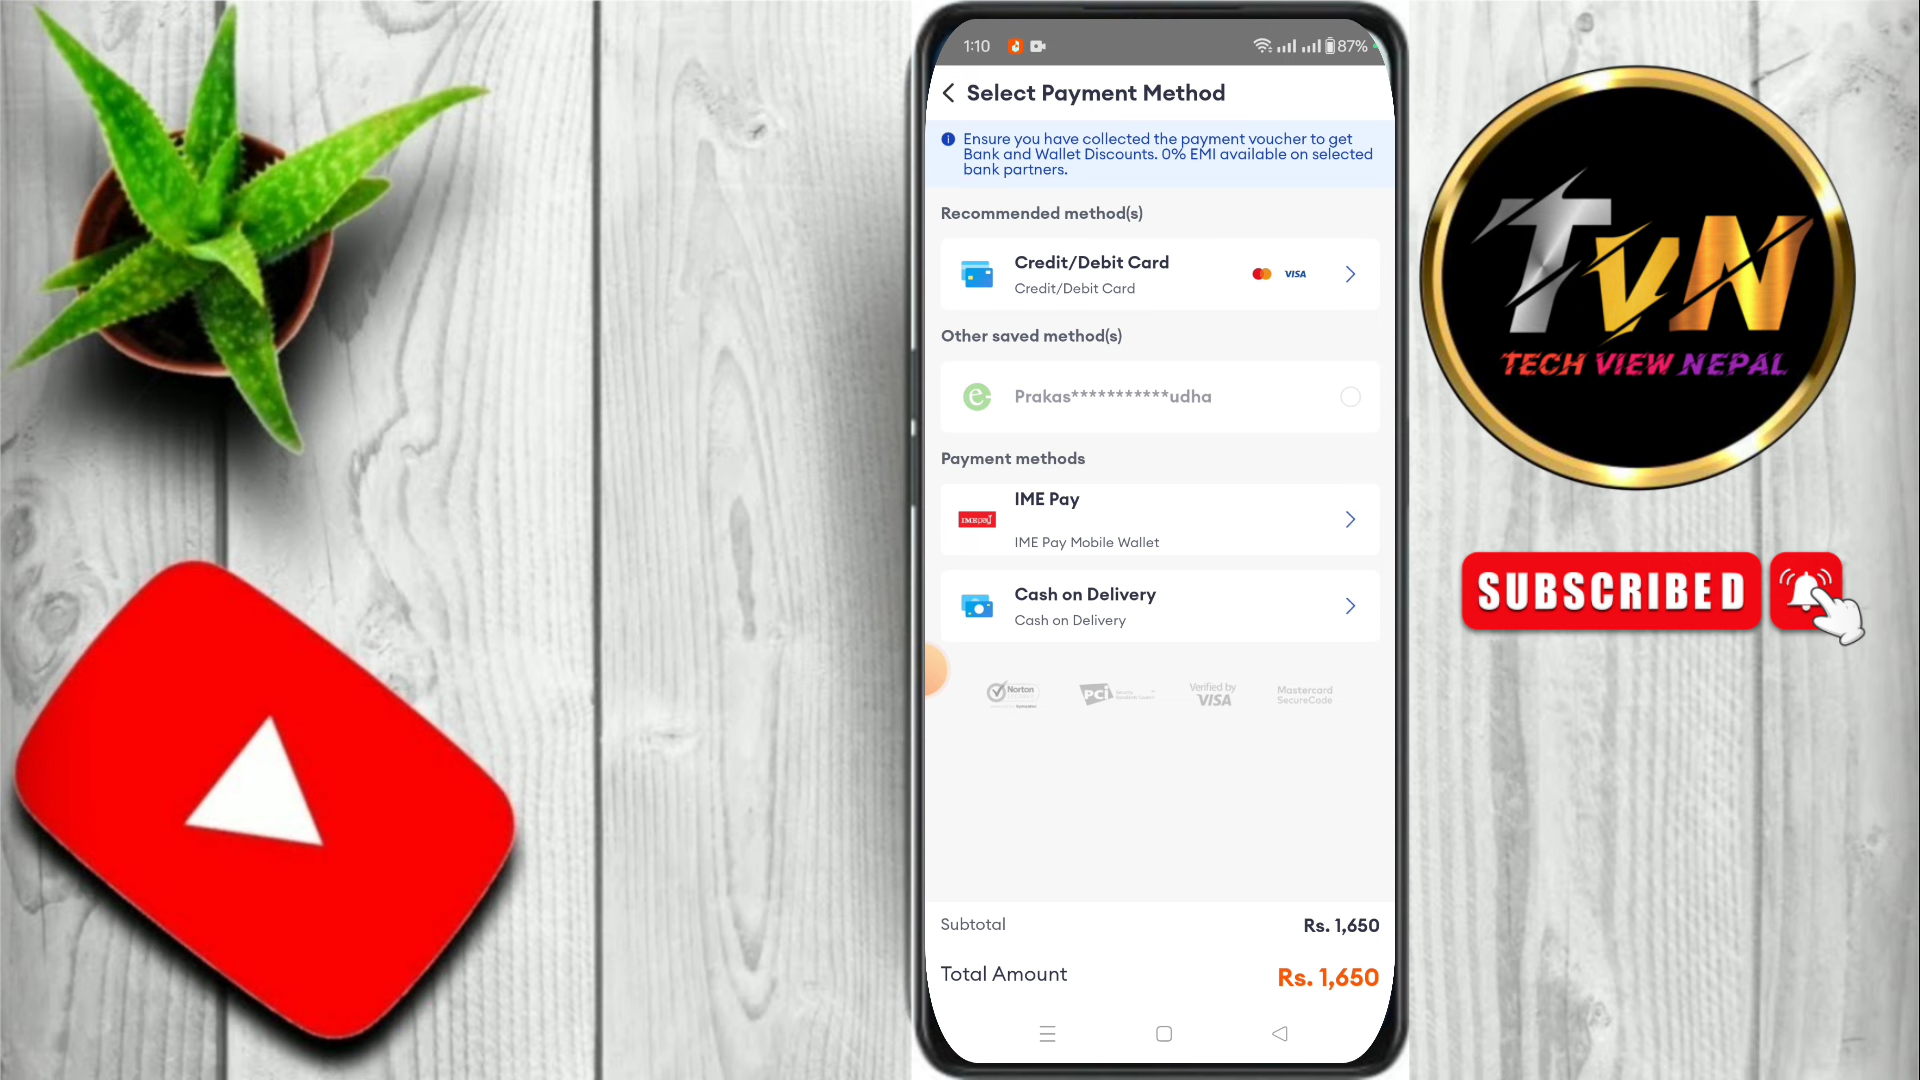 1:10
87%
Select Payment Method
Ensure you have collected the payment voucher to get
Bank and Wallet Discounts. 0% EMI available on selected
bank partners.
Recommended method(s)
Credit/Debit Card
Credit/Debit Card
VISA
Other saved method(s)
Prakas***********udha
Payment methods
IME Pay
IME pay
IME Pay Mobile Wallet
Cash on Delivery
Cash on Delivery
Norton
PCI
Verified by
VISA
Mastercard
SecureCode
Subtotal
Rs. 1,650
Total Amount
Rs. 1,650
TVN
TECH VIEW NEPAL
SUBSCRIBED